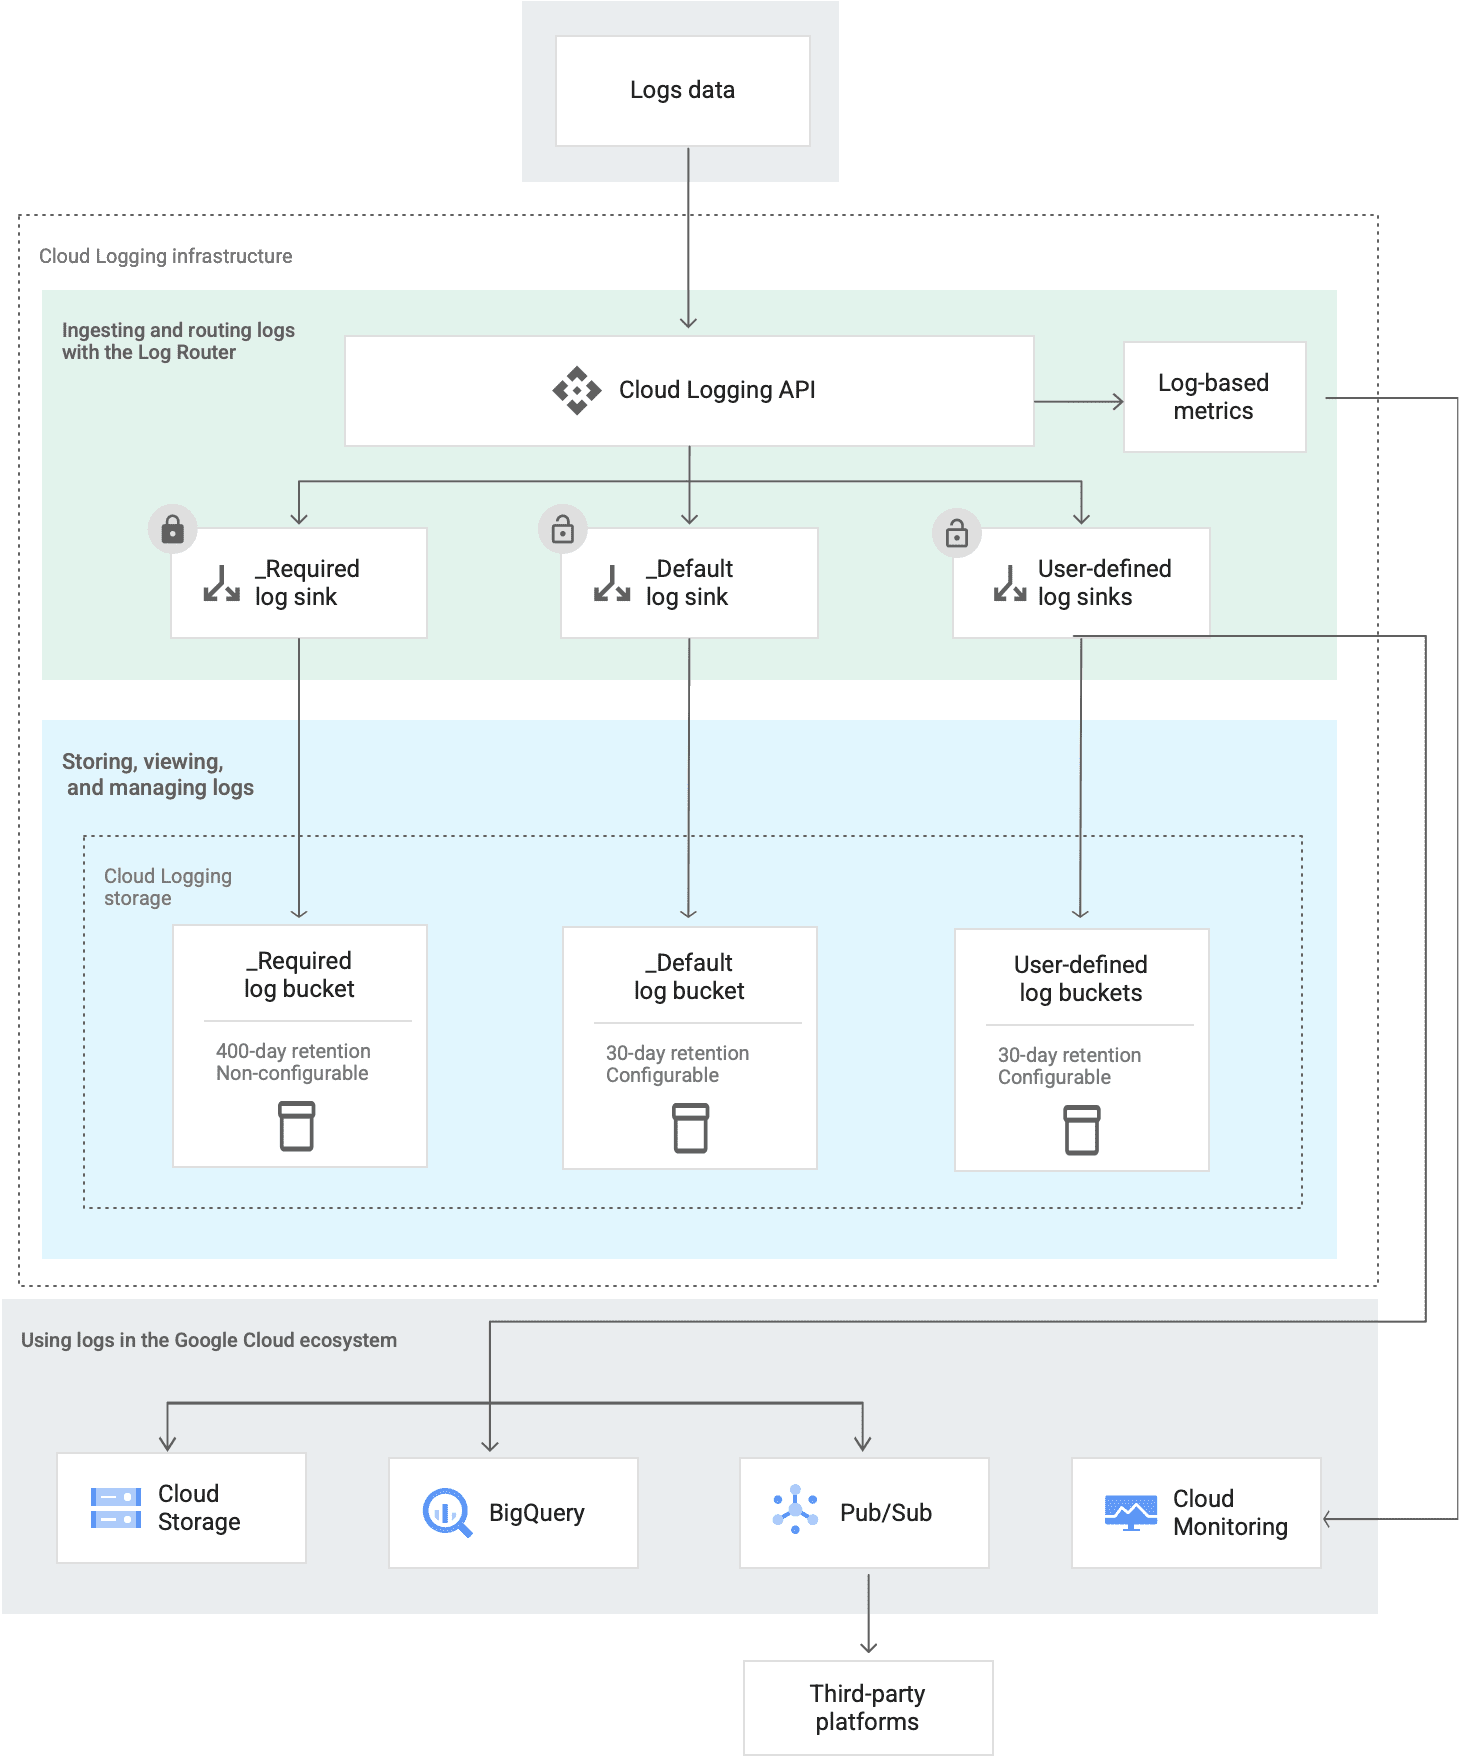 Logs data
Cloud Logging infrastructure
Ingesting and routing logs
with the Log Router
Cloud Logging API
Log-based
metrics
_Required
log sink
_Default
log sink
User-defined
log sinks
Storing, viewing,
and managing logs
Cloud Logging
storage
_Required
log bucket
400-day retention
Non-configurable
_Default
log bucket
30-day retention
Configurable
User-defined
log buckets
30-day retention
Configurable
Using logs in the Google Cloud ecosystem
Cloud
Storage
BigQuery
Pub/Sub
Cloud
Monitoring
Third-party
platforms